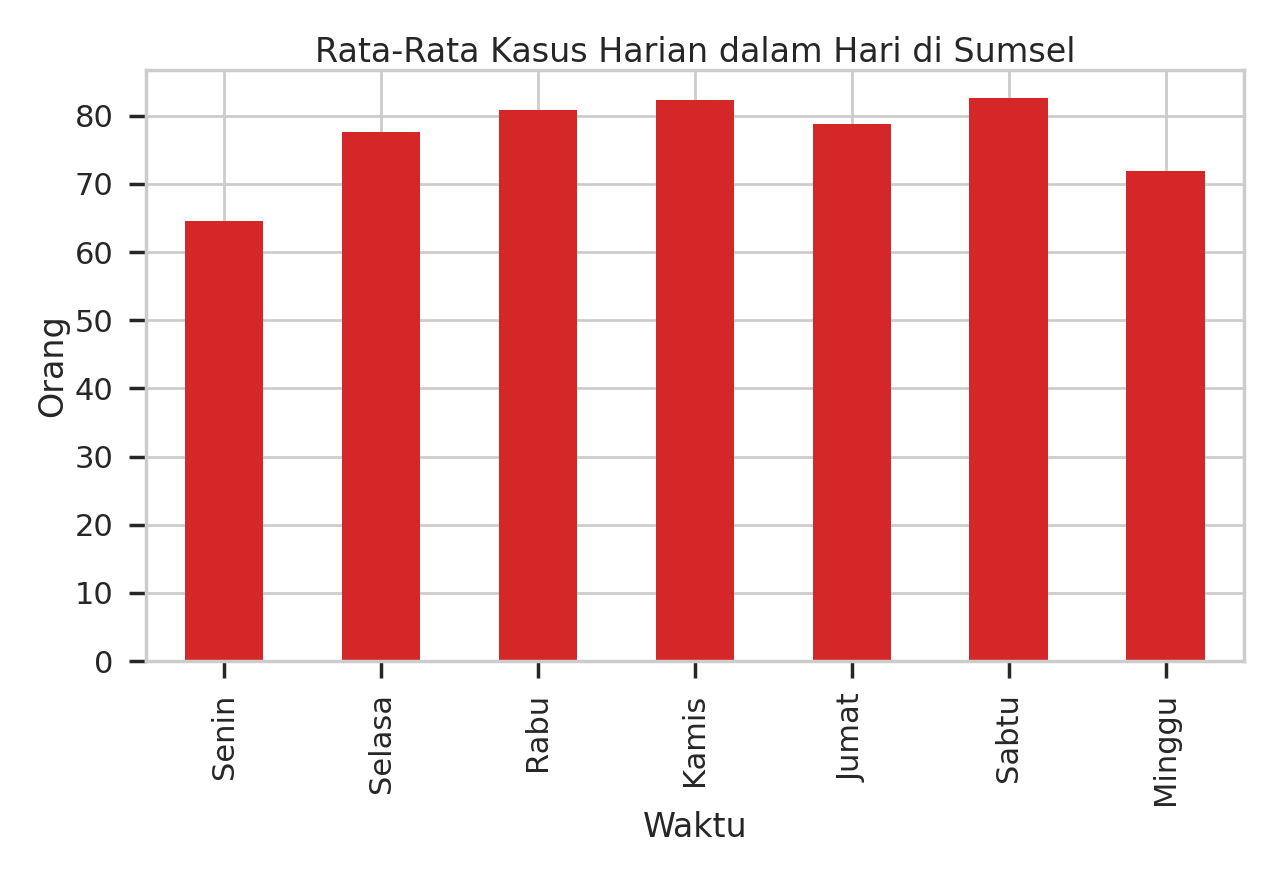 Rata-Rata Kasus Harian dalam Hari di Sumsel
Orang
80
70
60
50
40
30
20
10
0
Senin
Selasa
Rabu
Kamis
Jumat
Sabtu
Minggu
Waktu